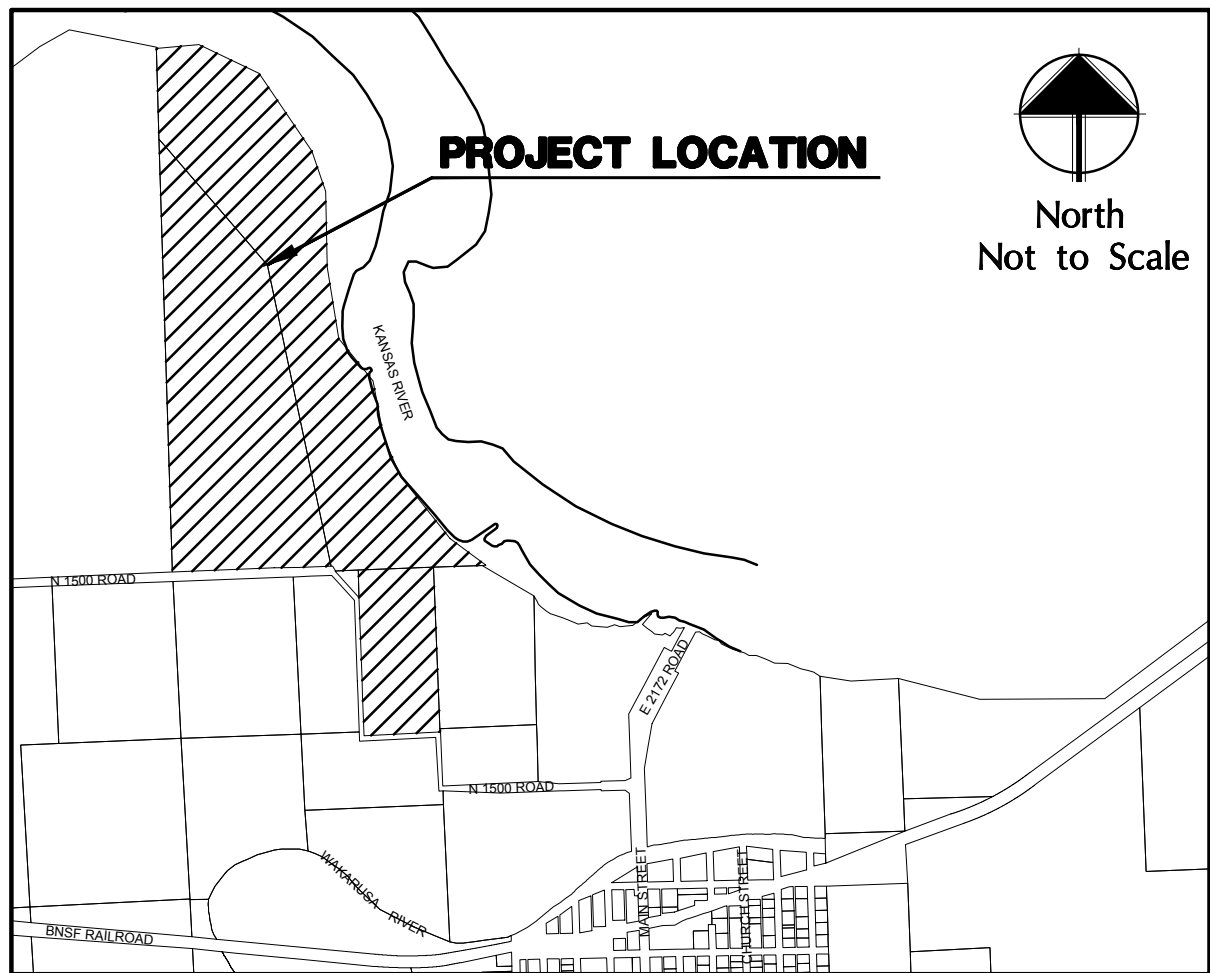 PROJECT LOCATION
North
Not to Scale
KANSAS RIVER
N 1500 ROAD
E 2172 ROAD
N 1500 ROAD
WAKARUSA RIVER
MAIN STREET
CHURCH STREET
BNSF RAILROAD